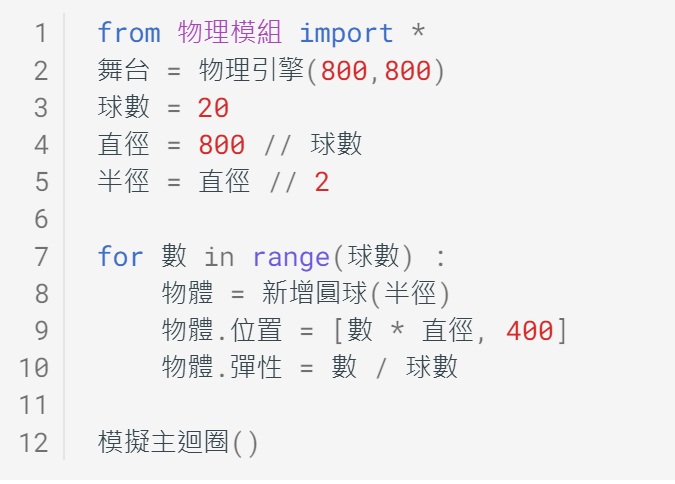 1 from 物理模組 import *
2 舞台 = 物理引擎(800,800)
3 球數 = 20
4 直徑 = 800 // 球數
5 半徑 = 直徑 // 2
6
7 for 數 in range(球數) :
8 物體 = 新增圓球(半徑)
9 物體.位置 = [數 * 直徑, 400]
10 物體.彈性 = 數 / 球數
11
12 模擬主迴圈()